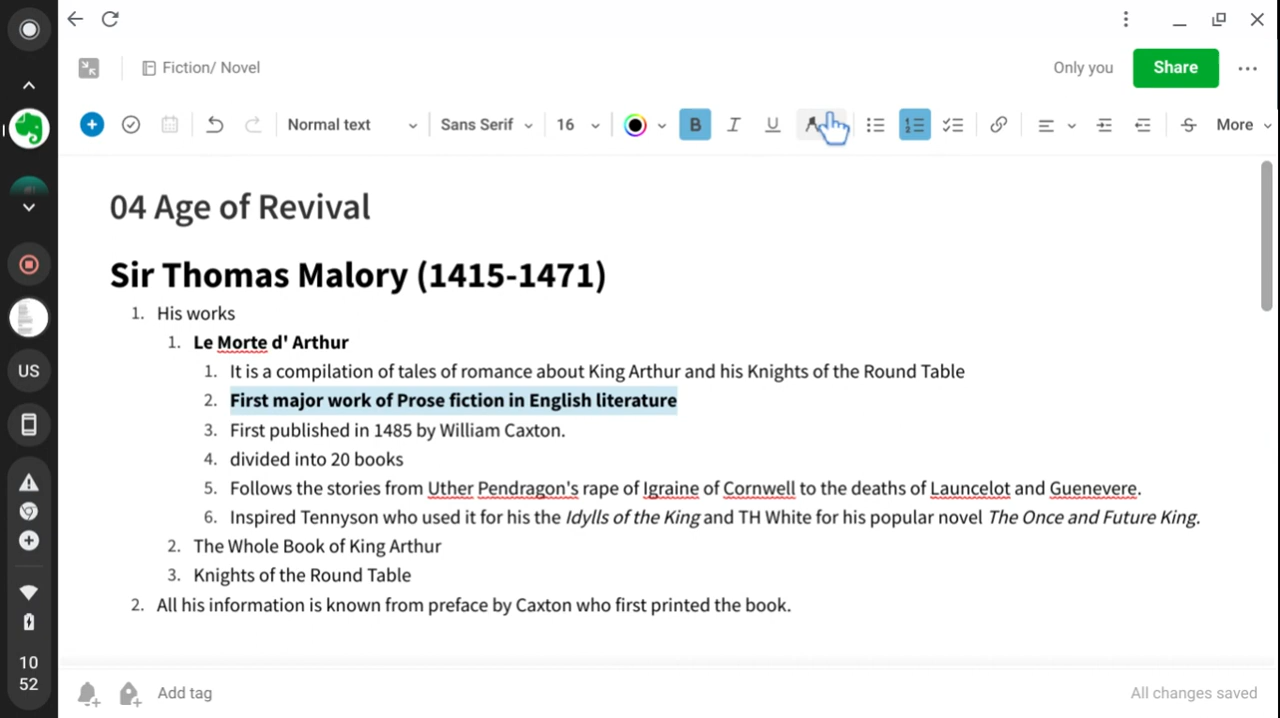 Fiction/ Novel
Only you
Share
Normal text
Sans Serif
16
B
I
U
A
More
04 Age of Revival
Sir Thomas Malory (1415-1471)
1. His works
1. Le Morte d' Arthur
1. It is a compilation of tales of romance about King Arthur and his Knights of the Round Table
2. First major work of Prose fiction in English literature
3. First published in 1485 by William Caxton.
4. divided into 20 books
5. Follows the stories from Uther Pendragon's rape of Igraine of Cornwell to the deaths of Launcelot and Guenevere.
6. Inspired Tennyson who used it for his the Idylls of the King and TH White for his popular novel The Once and Future King.
2. The Whole Book of King Arthur
3. Knights of the Round Table
2. All his information is known from preface by Caxton who first printed the book.
US
10
52
Add tag
All changes saved